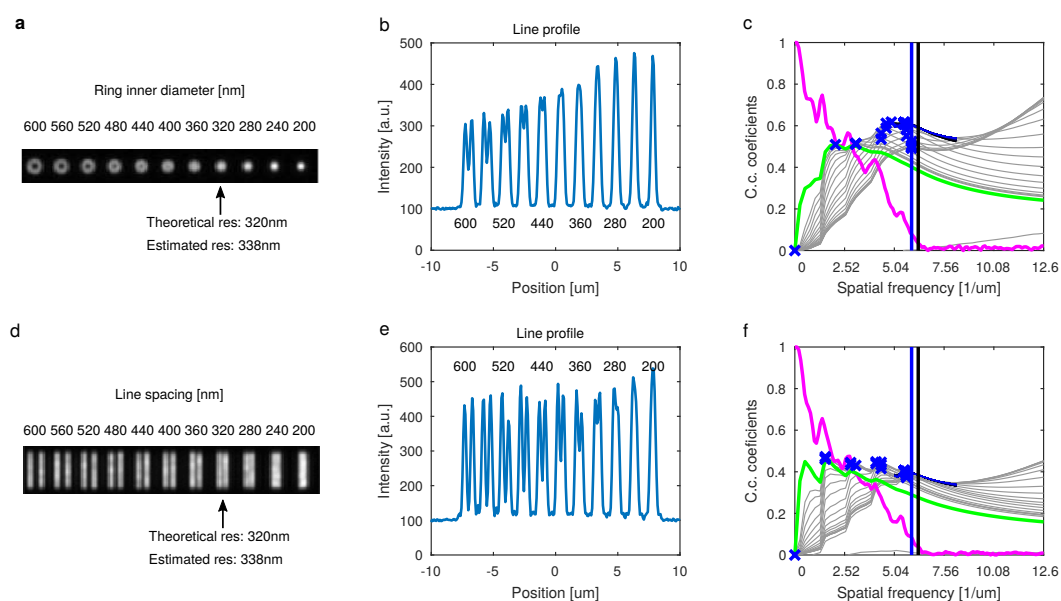 a
Ring inner diameter [nm]
600 560 520 480 440 400 360 320 280 240 200
Theoretical res: 320nm
Estimated res: 338nm
b
Line profile
Intensity [a.u.]
500
400
300
200
100
0
600 520 440 360 280 200
-10 -5 0 5 10
Position [um]
c
C.c. coeficients
1
0.8
0.6
0.4
0.2
0
0 2.52 5.04 7.56 10.08 12.6
Spatial frequency [1/um]
d
Line spacing [nm]
600 560 520 480 440 400 360 320 280 240 200
Theoretical res: 320nm
Estimated res: 338nm
e
Line profile
Intensity [a.u.]
600
500
400
300
200
100
0
600 520 440 360 280 200
-10 -5 0 5 10
Position [um]
f
C.c. coefficients
1
0.8
0.6
0.4
0.2
0
0 2.52 5.04 7.56 10.08 12.6
Spatial frequency [1/um]